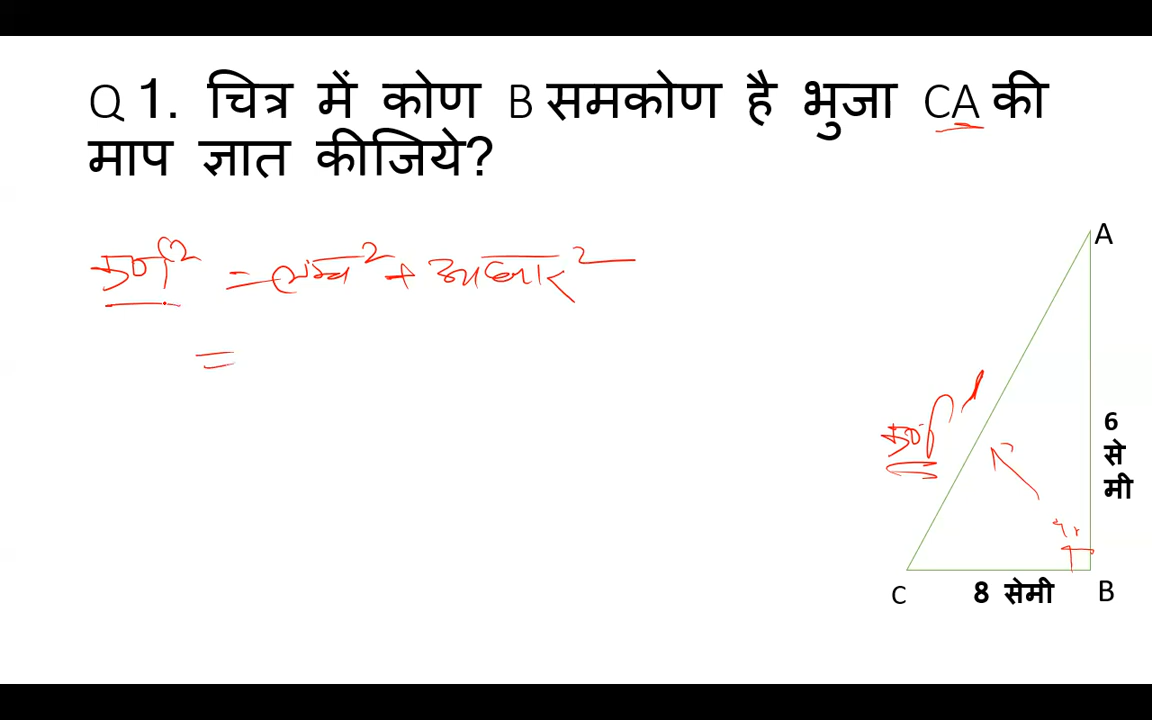 Q 1. चित्र में कोण B समकोण है भुजा CA की
माप ज्ञात कीजिये?
कर्ण² = लम्ब² + आधार²
=
A
कर्ण
6
से
मी
C
8 सेमी
B